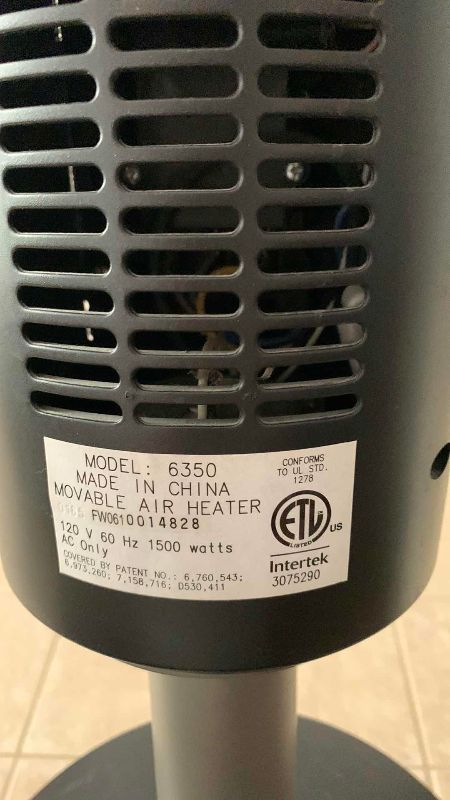 MODEL: 6350
MADE IN CHINA
MOVABLE AIR HEATER
FW0610014828
120 V 60 Hz 1500 watts
AC Only
COVERED BY PATENT NO.: 6,760,543;
6,973,260; 7,158,716; D530,411
CONFORMS
TO UL STD.
1278
ETL
LISTED
US
Intertek
3075290